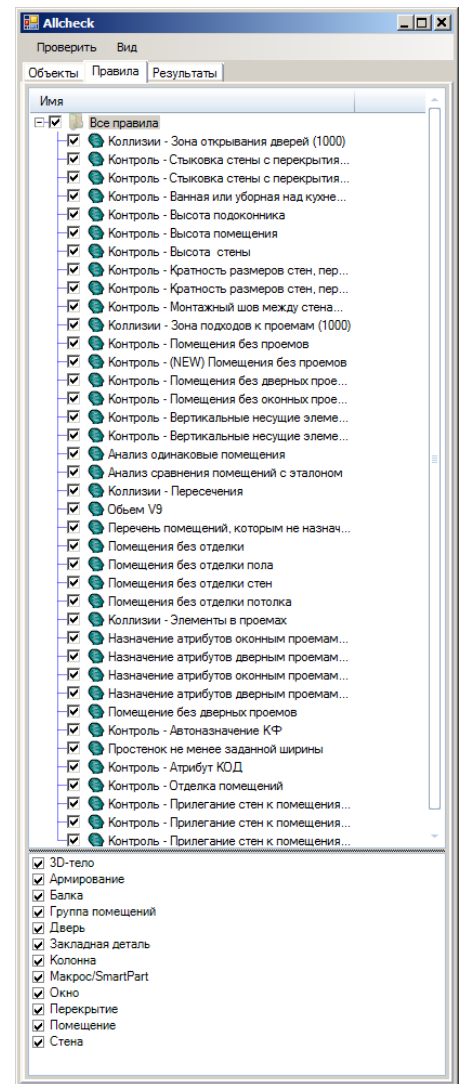 Allcheck
Проверить Вид
Объекты Правила Результаты
Имя
Все правила
Коллизии - Зона открывания дверей (1000)
Контроль - Стыковка стены с перекрытия...
Контроль - Стыковка стены с перекрытия...
Контроль - Ванная или уборная над кухне...
Контроль - Высота подоконника
Контроль - Высота помещения
Контроль - Высота стены
Контроль - Кратность размеров стен, пер...
Контроль - Кратность размеров стен, пер...
Контроль - Монтажный шов между стена...
Коллизии - Зона подходов к проемам (1000)
Контроль - Помещения без проемов
Контроль - (NEW) Помещения без проемов
Контроль - Помещения без дверных прое...
Контроль - Помещения без оконных прое...
Контроль - Вертикальные несущие элеме...
Контроль - Вертикальные несущие элеме...
Анализ одинаковые помещения
Анализ сравнения помещений с эталоном
Коллизии - Пересечения
Обьем V9
Перечень помещений, которым не назнач...
Помещения без отделки
Помещения без отделки пола
Помещения без отделки стен
Помещения без отделки потолка
Коллизии - Элементы в проемах
Назначение атрибутов оконным проемам...
Назначение атрибутов дверным проемам...
Назначение атрибутов оконным проемам...
Назначение атрибутов дверным проемам...
Помещение без дверных проемов
Контроль - Автоназначение КФ
Простенок не менее заданной ширины
Контроль - Атрибут КОД
Контроль - Отделка помещений
Контроль - Прилегание стен к помещения...
Контроль - Прилегание стен к помещения...
Контроль - Прилегание стен к помещения...
3D-тело
Армирование
Балка
Группа помещений
Дверь
Закладная деталь
Колонна
Макрос/SmartPart
Окно
Перекрытие
Помещение
Стена